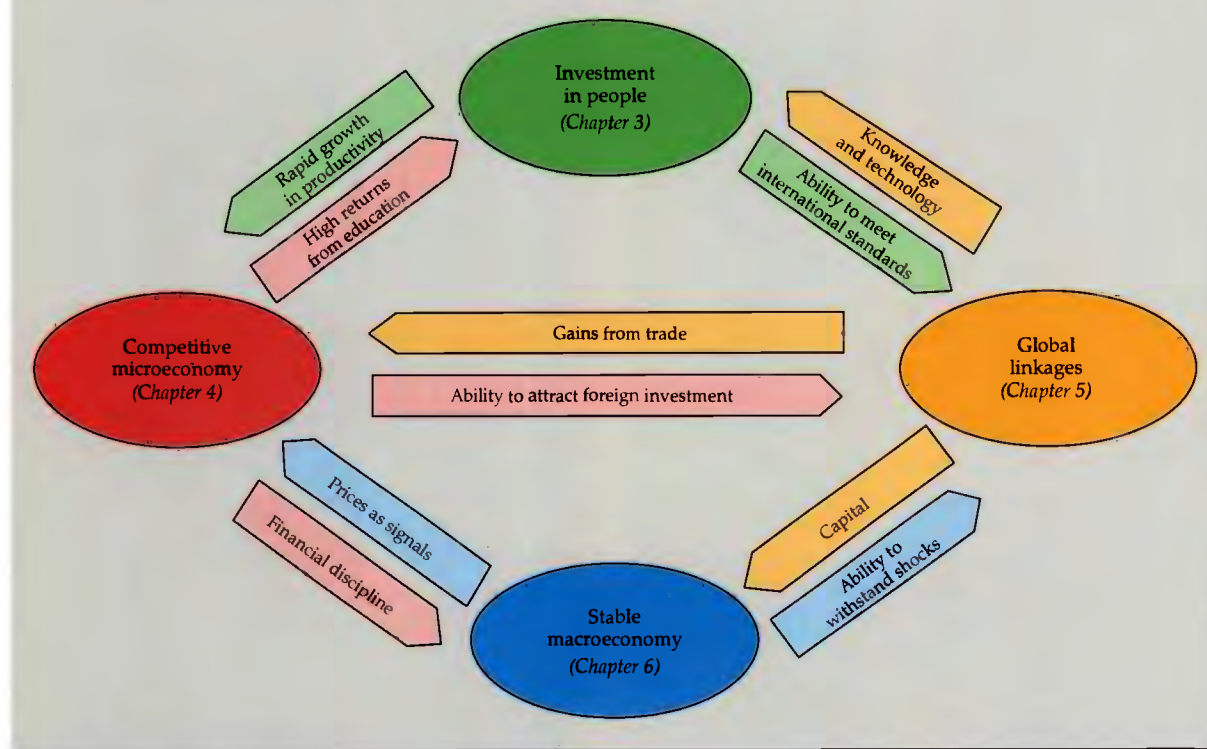 Investment
in people
(Chapter 3)
Rapid growth
in productivity
High returns
from education
Knowledge
and technology
Ability to meet
international standards
Competitive
microeconomy
(Chapter 4)
Gains from trade
Ability to attract foreign investment
Global
linkages
(Chapter 5)
Prices as signals
Financial discipline
Capital
Ability to
withstand shocks
Stable
macroeconomy
(Chapter 6)